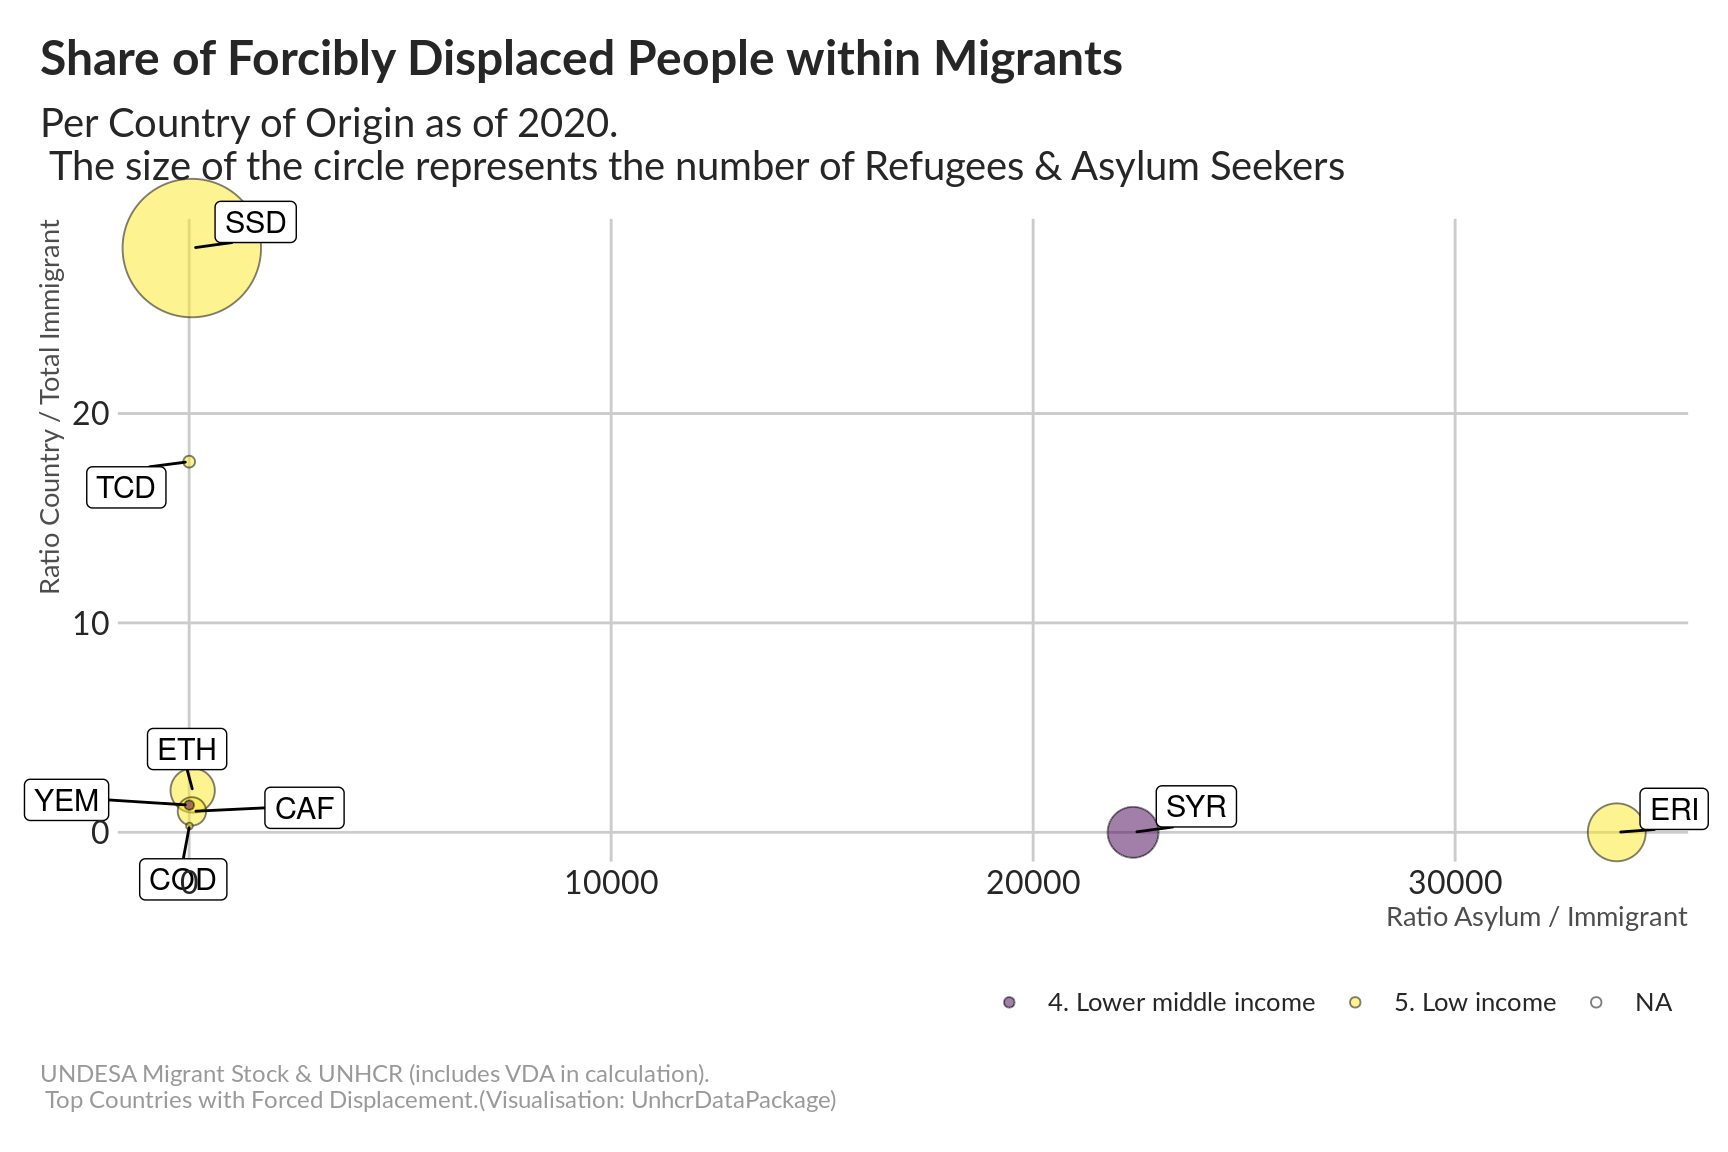 Share of Forcibly Displaced People within Migrants
Per Country of Origin as of 2020.
The size of the circle represents the number of Refugees & Asylum Seekers
Ratio Country / Total Immigrant
SSD
20
TCD
10
ETH
YEM
CAF
SYR
ERI
0
COD
0
10000
20000
30000
Ratio Asylum / Immigrant
4. Lower middle income
5. Low income
NA
UNDESA Migrant Stock & UNHCR (includes VDA in calculation).
Top Countries with Forced Displacement.(Visualisation: UnhcrDataPackage)